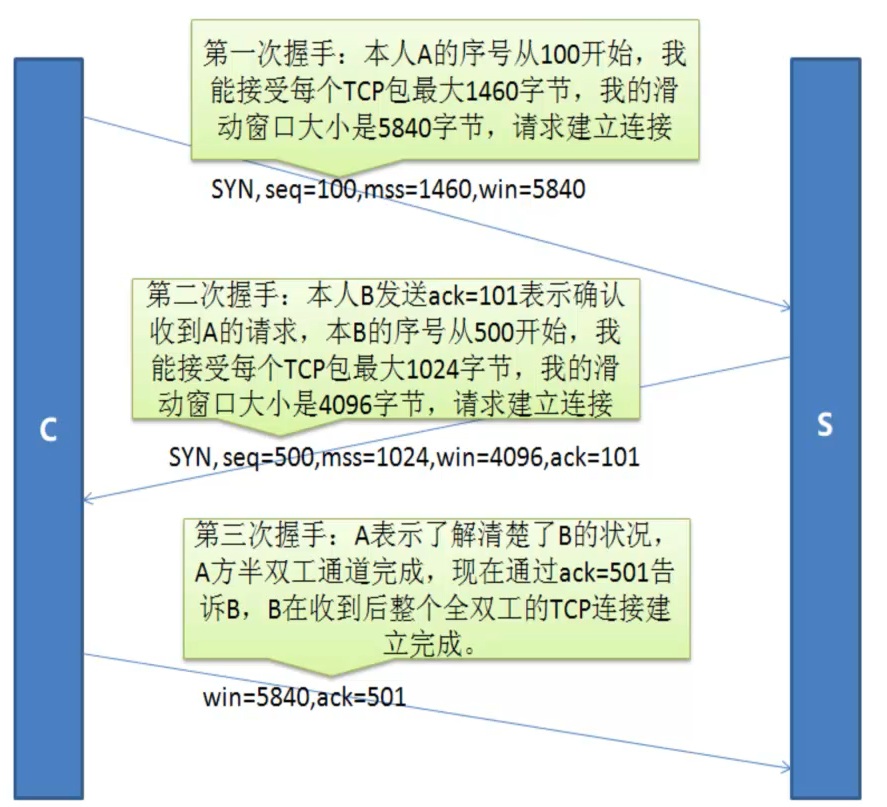 第一次握手：本人A的序号从100开始，我
能接受每个TCP包最大1460字节，我的滑
动窗口大小是5840字节，请求建立连接
SYN, seq=100,mss=1460,win=5840
第二次握手：本人B发送ack=101表示确认
收到A的请求，本B的序号从500开始，我
能接受每个TCP包最大1024字节，我的滑
动窗口大小是4096字节，请求建立连接
C
S
SYN, seq=500,mss=1024,win=4096,ack=101
第三次握手：A表示了解清楚了B的状况，
A方半双工通道完成，现在通过ack=501告
诉B，B在收到后整个全双工的TCP连接建
立完成。
win=5840,ack=501